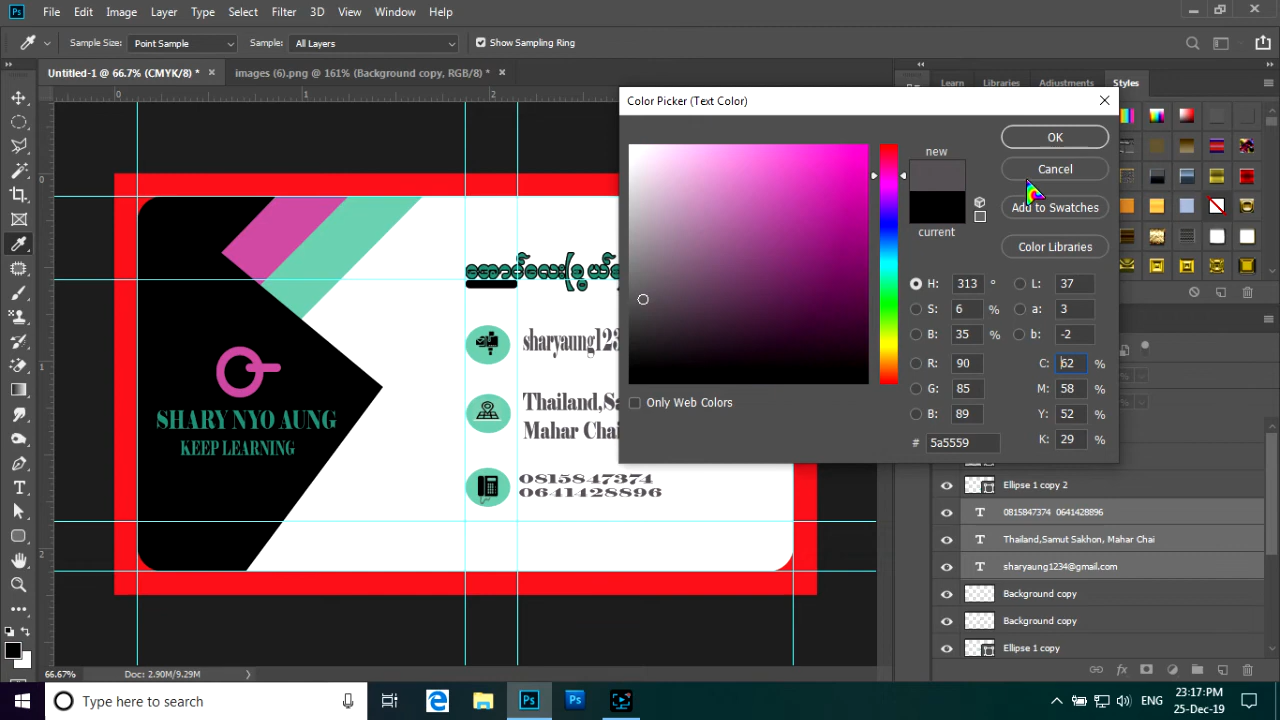 File Edit Image Layer Type Select Filter 3D View Window Help
Sample Size: Point Sample Sample: All Layers Show Sampling Ring
Untitled-1 @ 66.7% (CMYK/8) * × images (6).png @ 161% (Background copy, RGB/8) * ×
Learn Libraries Adjustments Styles
0 1 2
0
1
2
SHARY NYO AUNG
KEEP LEARNING
sharyaung123
Thailand,Sa
Mahar Chai
0815847374
0641428896
Color Picker (Text Color)
new
current
OK
Cancel
Add to Swatches
Color Libraries
H: 313 °
S: 6 %
B: 35 %
R: 90
G: 85
B: 89
# 5a5559
L: 37
a: 3
b: -2
C: 62 %
M: 58 %
Y: 52 %
K: 29 %
Only Web Colors
Ellipse 1 copy 2
0815847374 0641428896
Thailand,Samut Sakhon, Mahar Chai
sharyaung1234@gmail.com
Background copy
Background copy
Ellipse 1 copy
66.67% Doc: 2.90M/9.29M
Type here to search
ENG
23:17:PM
25-Dec-19